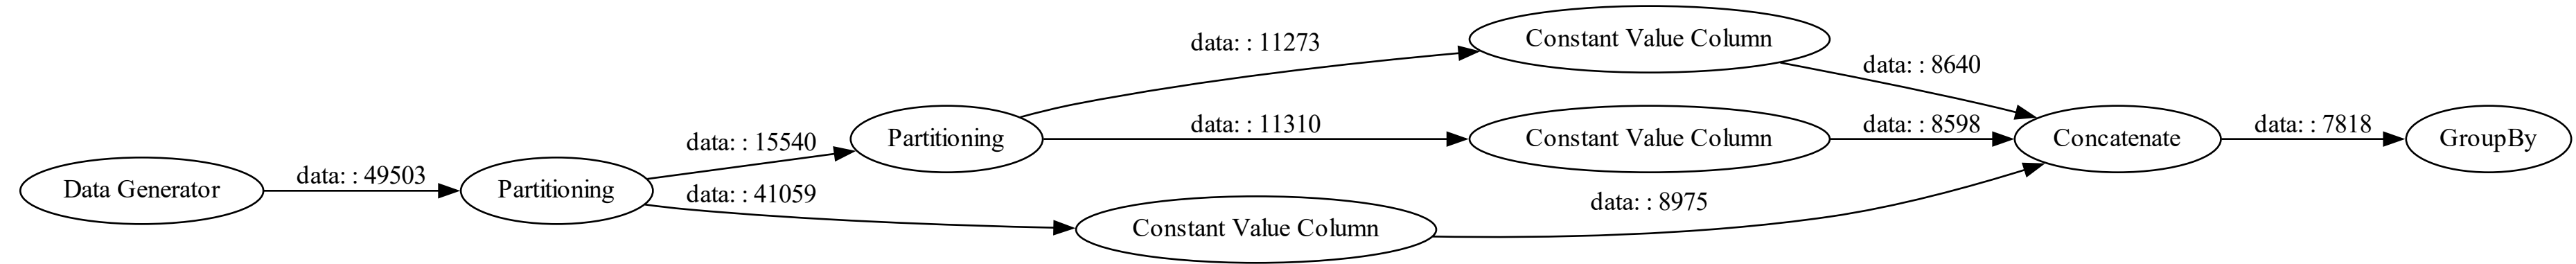 Data Generator
data: : 49503
Partitioning
data: : 15540
data: : 41059
Partitioning
Constant Value Column
data: : 11273
data: : 11310
Constant Value Column
Constant Value Column
data: : 8640
data: : 8598
data: : 8975
Concatenate
data: : 7818
GroupBy